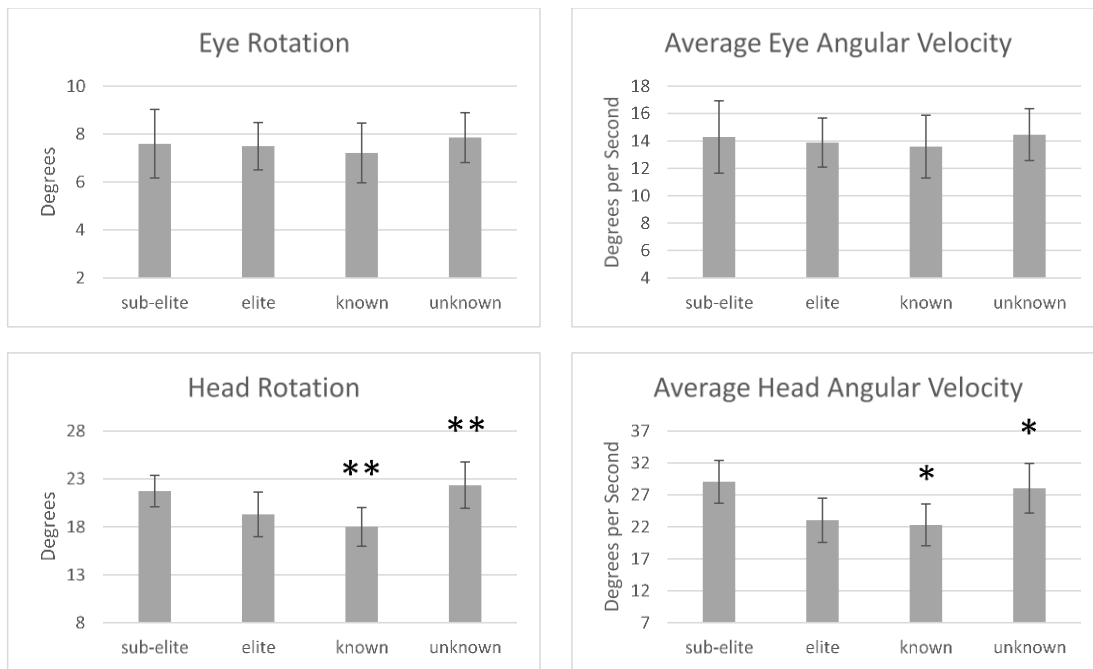 Eye Rotation
Degrees
10
8
6
4
2
sub-elite elite known unknown
Average Eye Angular Velocity
Degrees per Second
18
16
14
12
10
8
6
4
sub-elite elite known unknown
Head Rotation
Degrees
28
23
18
13
8
**
**
sub-elite elite known unknown
Average Head Angular Velocity
Degrees per Second
37
32
27
22
17
12
7
*
*
sub-elite elite known unknown